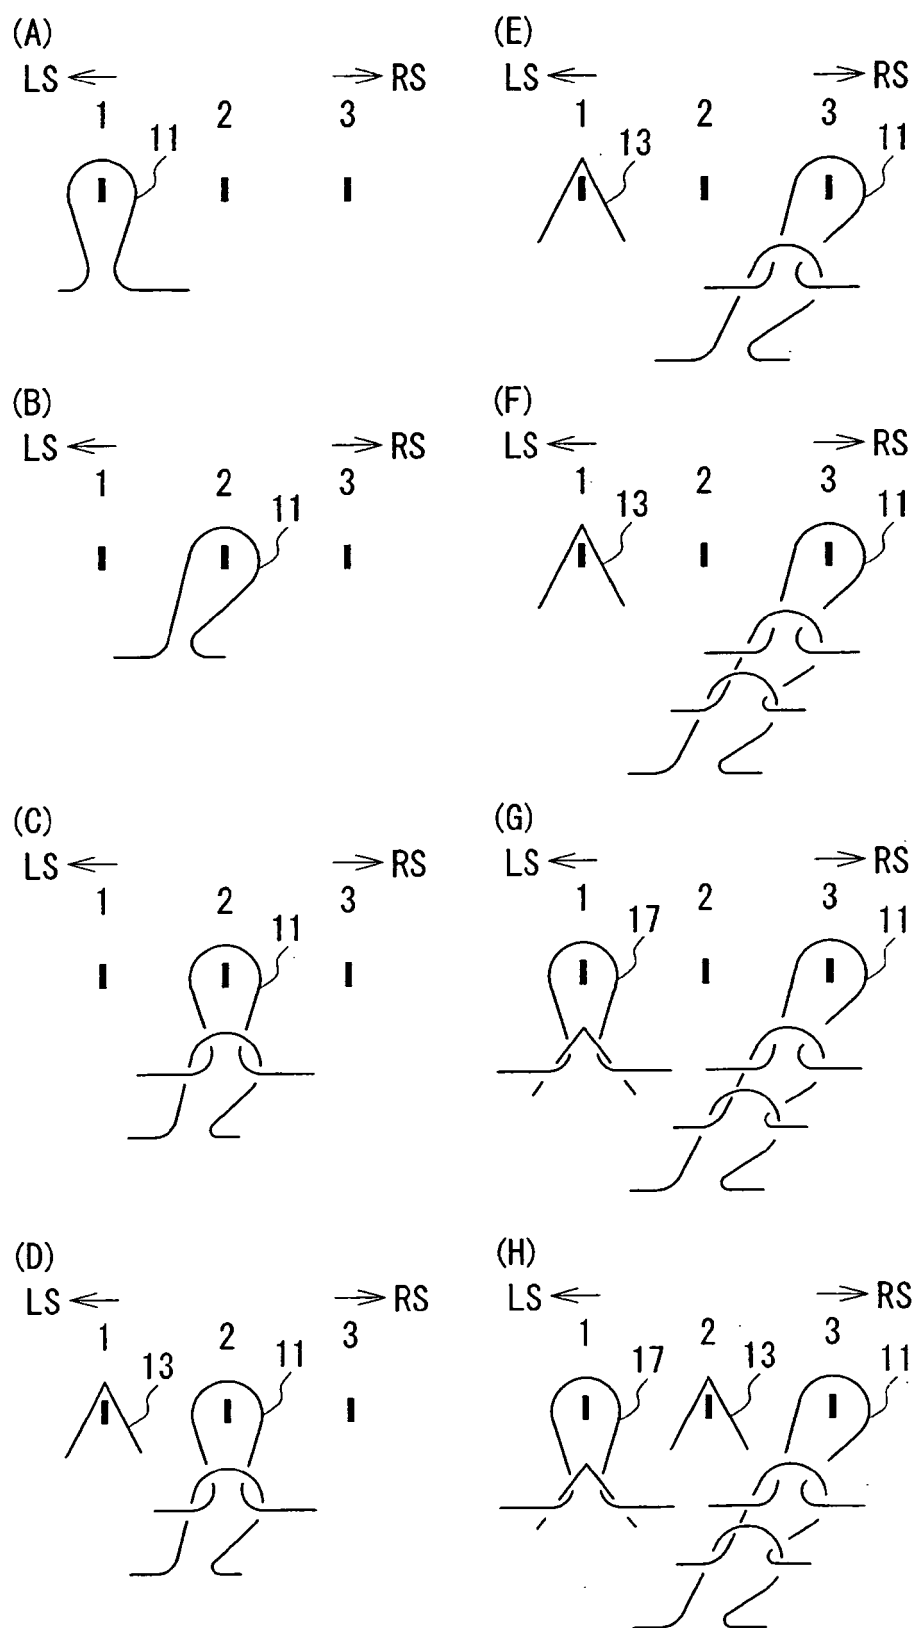 (A)
LS ← → RS
1 2 3
11
(B)
LS ← → RS
1 2 3
11
(C)
LS ← → RS
1 2 3
11
(D)
LS ← → RS
1 2 3
13 11
(E)
LS ← → RS
1 2 3
13 11
(F)
LS ← → RS
1 2 3
13 11
(G)
LS ← → RS
1 2 3
17 11
(H)
LS ← → RS
1 2 3
17 13 11